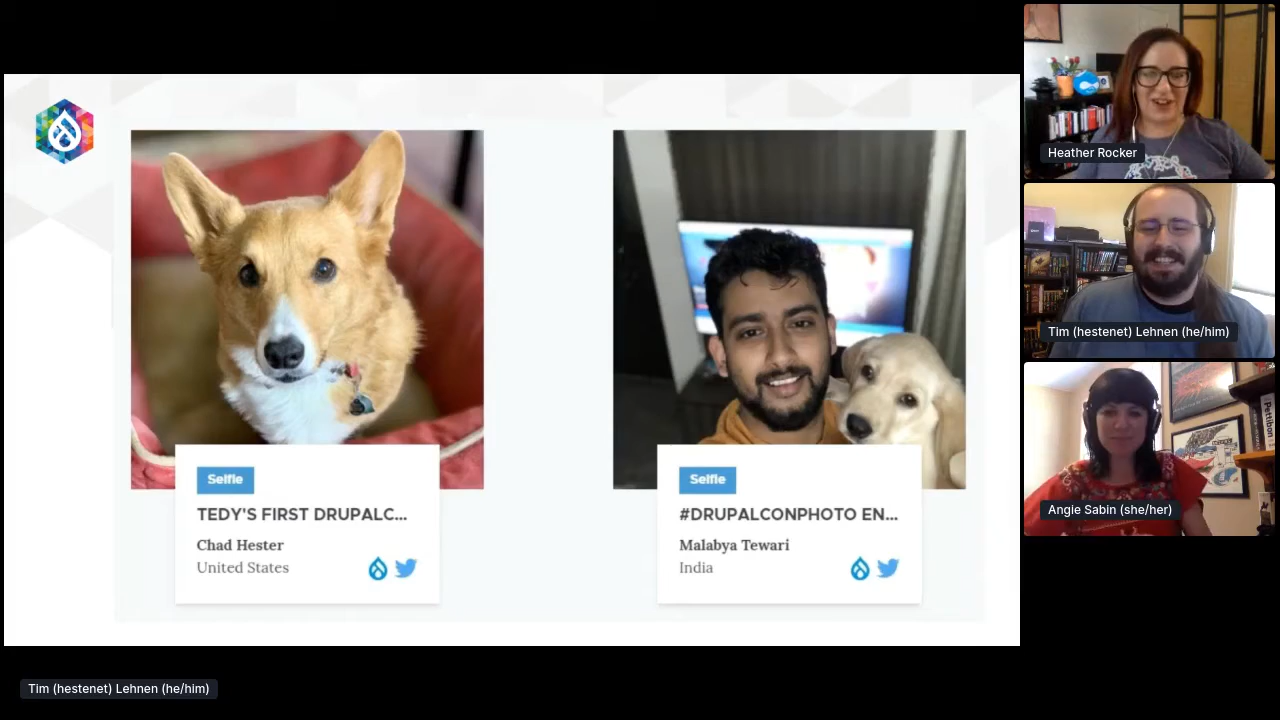 Selfie
TEDY'S FIRST DRUPALC...
Chad Hester
United States
Selfie
#DRUPALCONPHOTO EN...
Malabya Tewari
India
Heather Rocker
Tim (hestenet) Lehnen (he/him)
Pettibon
Angie Sabin (she/her)
Tim (hestenet) Lehnen (he/him)